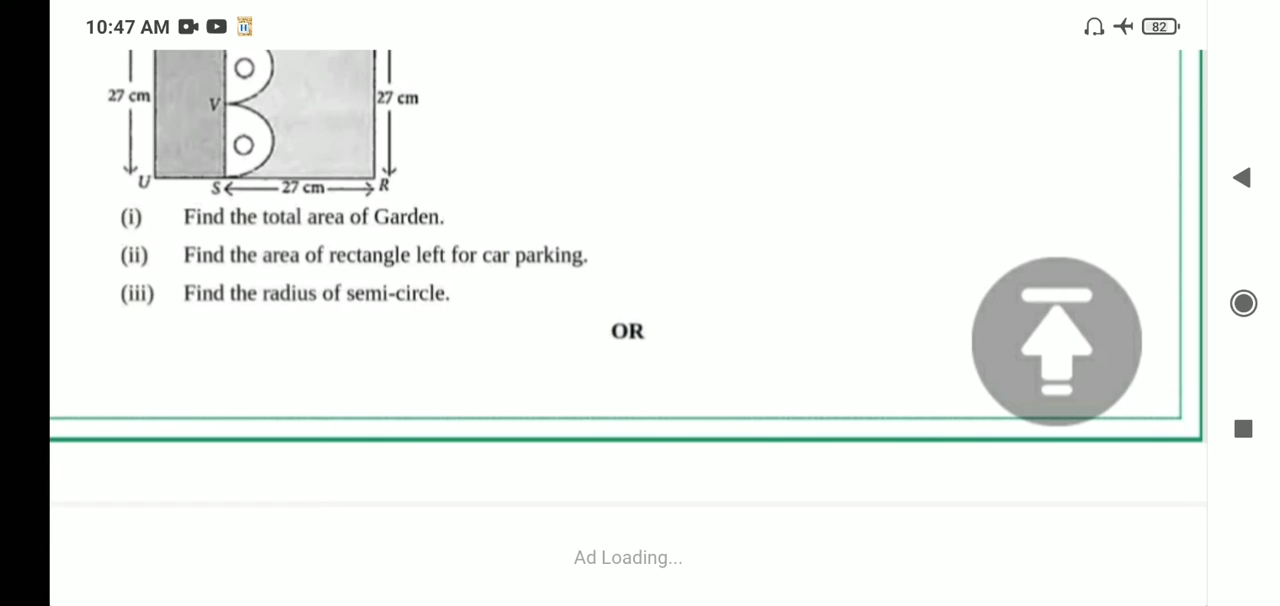 10:47 AM
82
27 cm
V
27 cm
U
S
27 cm
R
(i) Find the total area of Garden.
(ii) Find the area of rectangle left for car parking.
(iii) Find the radius of semi-circle.
OR
Ad Loading...